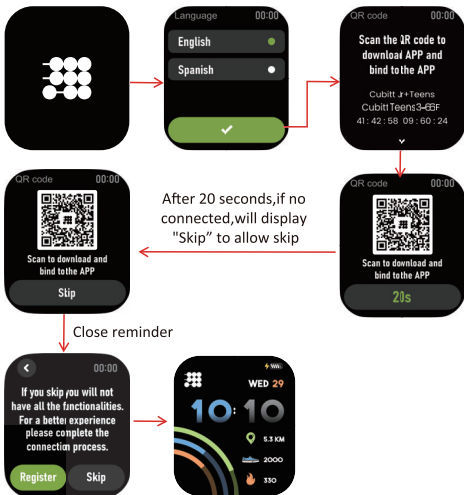 Language 00:00
English
Spanish
QR code 00:00
Scan the QR code to
download APP and
bind to the APP
Cubitt Jr+Teens
CubittTeens3-65F
41:42:58 09:60:24
QR code 00:00
Scan to download and
bind to the APP
20s
After 20 seconds,if no
connected,will display
"Skip” to allow skip
QR code 00:00
Scan to download and
bind to the APP
Skip
Close reminder
00:00
If you skip you will not
have all the functionalities.
For a better experience
please complete the
connection process.
Register Skip
WED 29
10:10
5.3 KM
2000
330